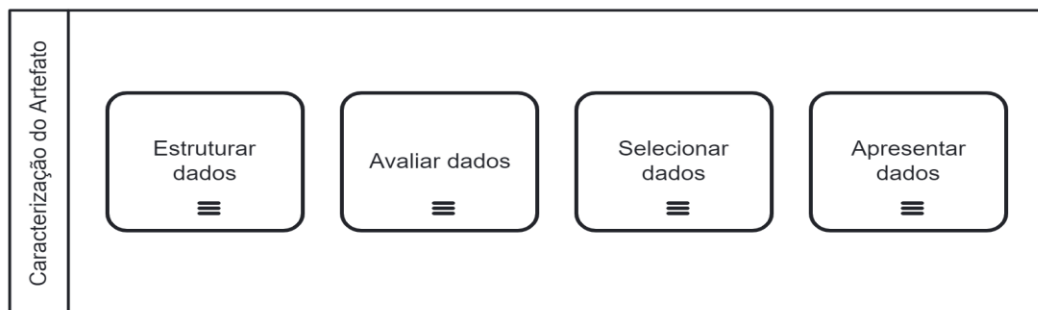 Caracterização do Artefato
Estruturar
dados
Avaliar dados
Selecionar
dados
Apresentar
dados